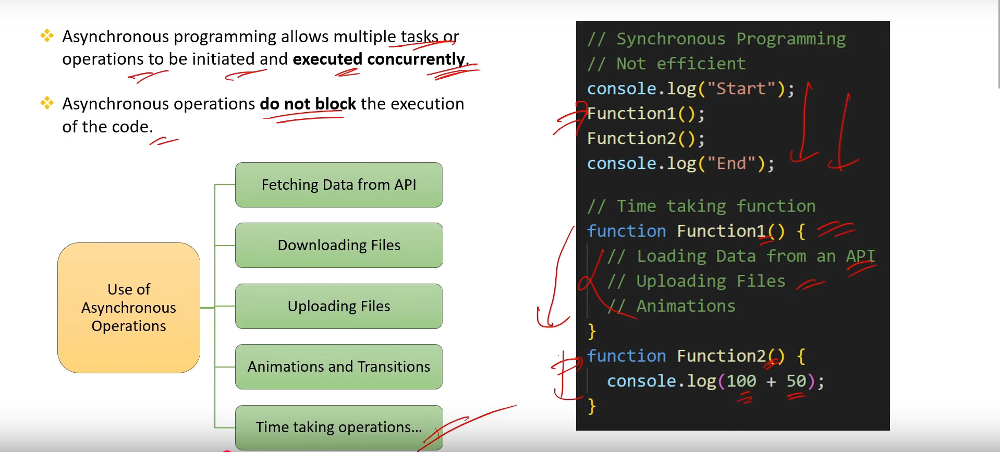 Asynchronous programming allows multiple tasks or
operations to be initiated and executed concurrently.
Asynchronous operations do not block the execution
of the code.
Use of
Asynchronous
Operations
Fetching Data from API
Downloading Files
Uploading Files
Animations and Transitions
Time taking operations...
// Synchronous Programming
// Not efficient
console.log("Start");
Function1();
Function2();
console.log("End");
// Time taking function
function Function1() {
// Loading Data from an API
// Uploading Files
// Animations
}
function Function2() {
console.log(100 + 50);
}